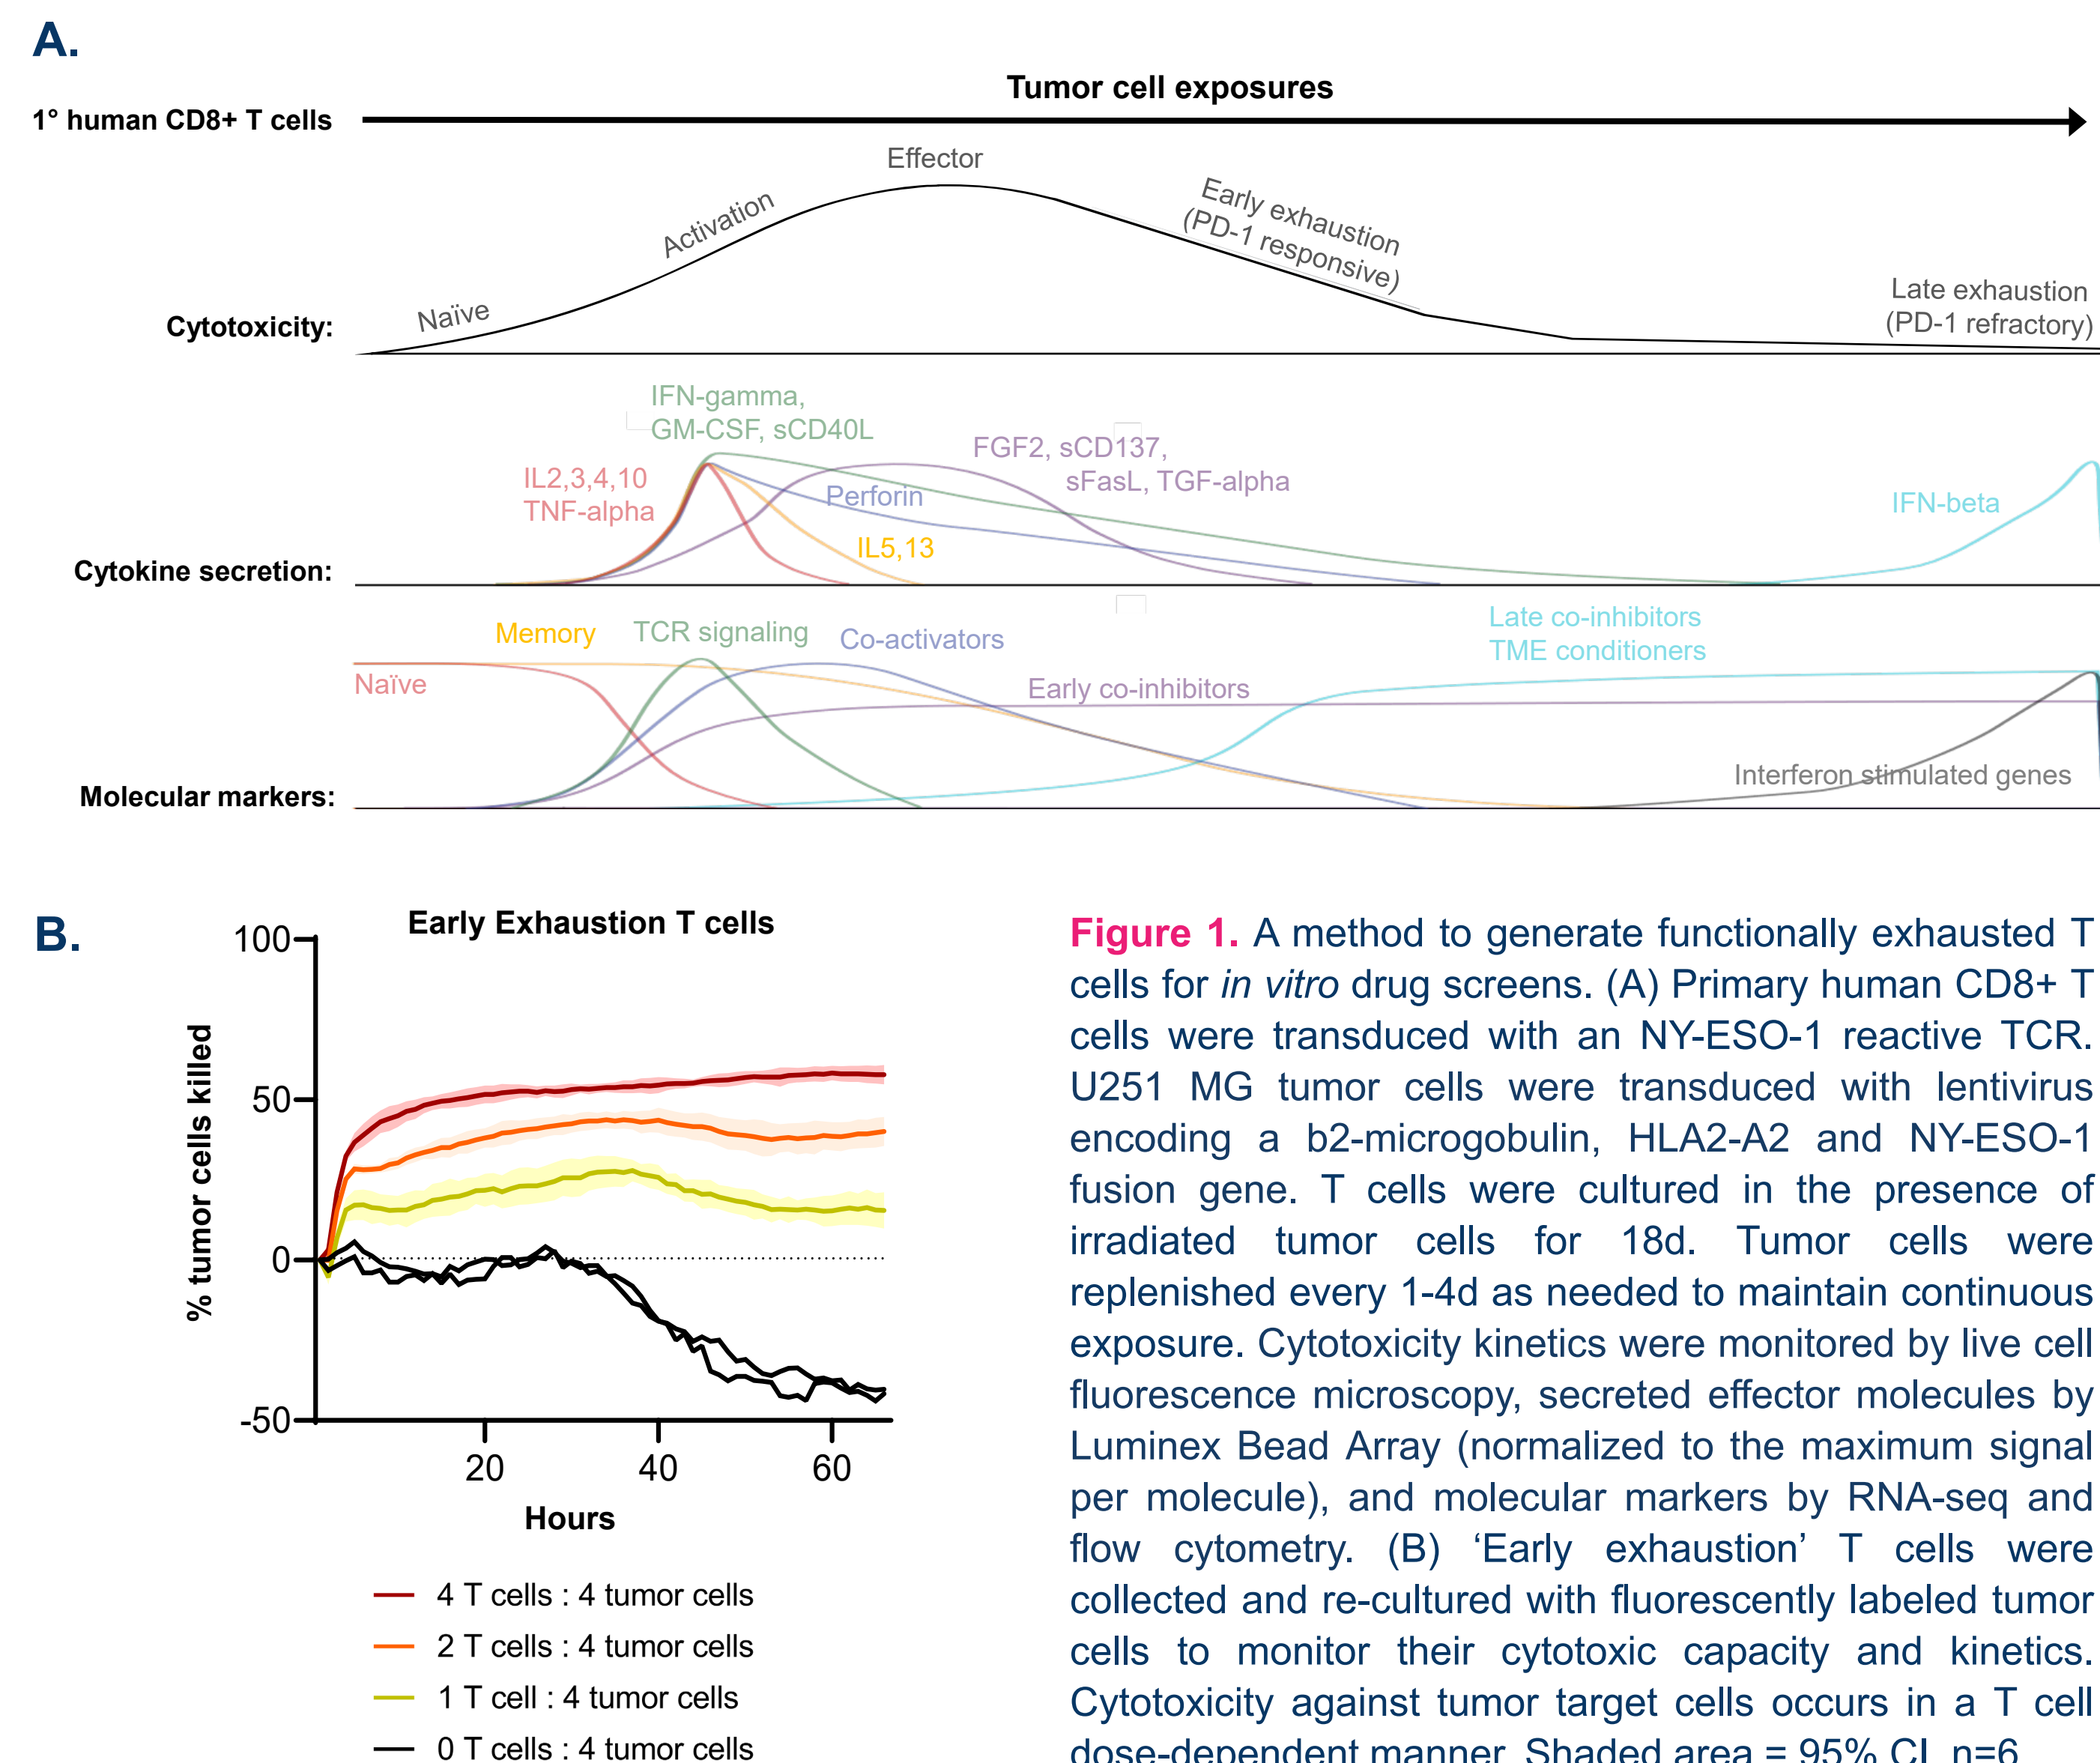 A.
Tumor cell exposures
1° human CD8+ T cells
Effector
Activation
Early exhaustion
(PD-1 responsive)
Naïve
Late exhaustion
(PD-1 refractory)
Cytotoxicity:
IFN-gamma,
GM-CSF, sCD40L
FGF2, sCD137,
sFasL, TGF-alpha
IL2,3,4,10
TNF-alpha
Perforin
IFN-beta
IL5,13
Cytokine secretion:
Memory
TCR signaling
Co-activators
Late co-inhibitors
TME conditioners
Naïve
Early co-inhibitors
Interferon stimulated genes
Molecular markers:
B.
Early Exhaustion T cells
% tumor cells killed
100
50
0
-50
20 40 60
Hours
4 T cells : 4 tumor cells
2 T cells : 4 tumor cells
1 T cell : 4 tumor cells
0 T cells : 4 tumor cells
Figure 1. A method to generate functionally exhausted T
cells for in vitro drug screens. (A) Primary human CD8+ T
cells were transduced with an NY-ESO-1 reactive TCR.
U251 MG tumor cells were transduced with lentivirus
encoding a b2-microgobulin, HLA2-A2 and NY-ESO-1
fusion gene. T cells were cultured in the presence of
irradiated tumor cells for 18d. Tumor cells were
replenished every 1-4d as needed to maintain continuous
exposure. Cytotoxicity kinetics were monitored by live cell
fluorescence microscopy, secreted effector molecules by
Luminex Bead Array (normalized to the maximum signal
per molecule), and molecular markers by RNA-seq and
flow cytometry. (B) ‘Early exhaustion’ T cells were
collected and re-cultured with fluorescently labeled tumor
cells to monitor their cytotoxic capacity and kinetics.
Cytotoxicity against tumor target cells occurs in a T cell
dose-dependent manner. Shaded area = 95% CI, n=6